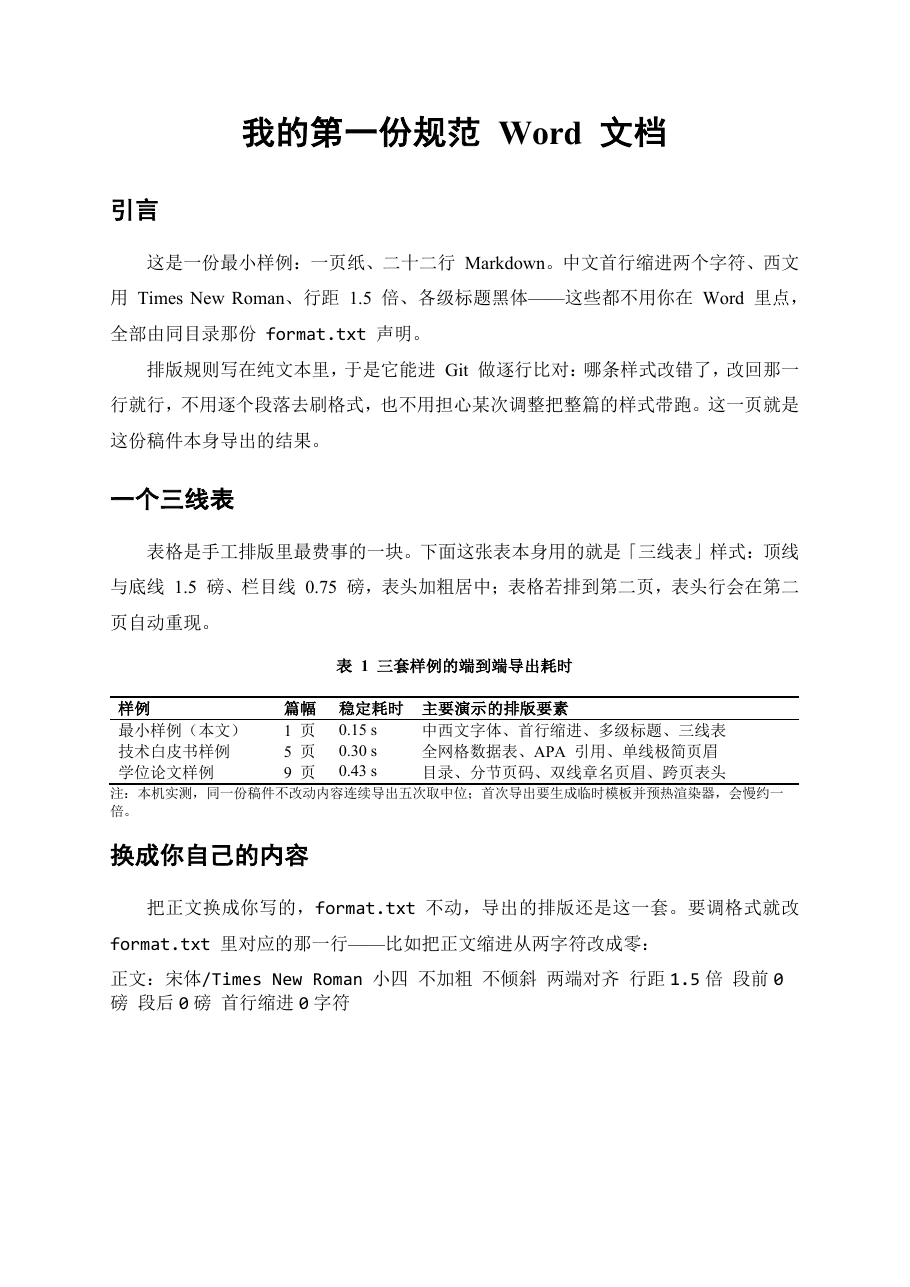 我的第一份规范 Word 文档
引言
这是一份最小样例：一页纸、二十二行 Markdown。中文首行缩进两个字符、西文
用 Times New Roman、行距 1.5 倍、各级标题黑体——这些都不用你在 Word 里点，
全部由同目录那份 format.txt 声明。
排版规则写在纯文本里，于是它能进 Git 做逐行比对：哪条样式改错了，改回那一
行就行，不用逐个段落去刷格式，也不用担心某次调整把整篇的样式带跑。这一页就是
这份稿件本身导出的结果。
一个三线表
表格是手工排版里最费事的一块。下面这张表本身用的就是「三线表」样式：顶线
与底线 1.5 磅、栏目线 0.75 磅，表头加粗居中；表格若排到第二页，表头行会在第二
页自动重现。
表 1 三套样例的端到端导出耗时
样例 篇幅 稳定耗时 主要演示的排版要素
最小样例（本文） 1 页 0.15 s 中西文字体、首行缩进、多级标题、三线表
技术白皮书样例 5 页 0.30 s 全网格数据表、APA 引用、单线极简页眉
学位论文样例 9 页 0.43 s 目录、分节页码、双线章名页眉、跨页表头
注：本机实测，同一份稿件不改动内容连续导出五次取中位；首次导出要生成临时模板并预热渲染器，会慢约一
倍。
换成你自己的内容
把正文换成你写的，format.txt 不动，导出的排版还是这一套。要调格式就改
format.txt 里对应的那一行——比如把正文缩进从两字符改成零：
正文：宋体/Times New Roman 小四 不加粗 不倾斜 两端对齐 行距 1.5 倍 段前 0
磅 段后 0 磅 首行缩进 0 字符